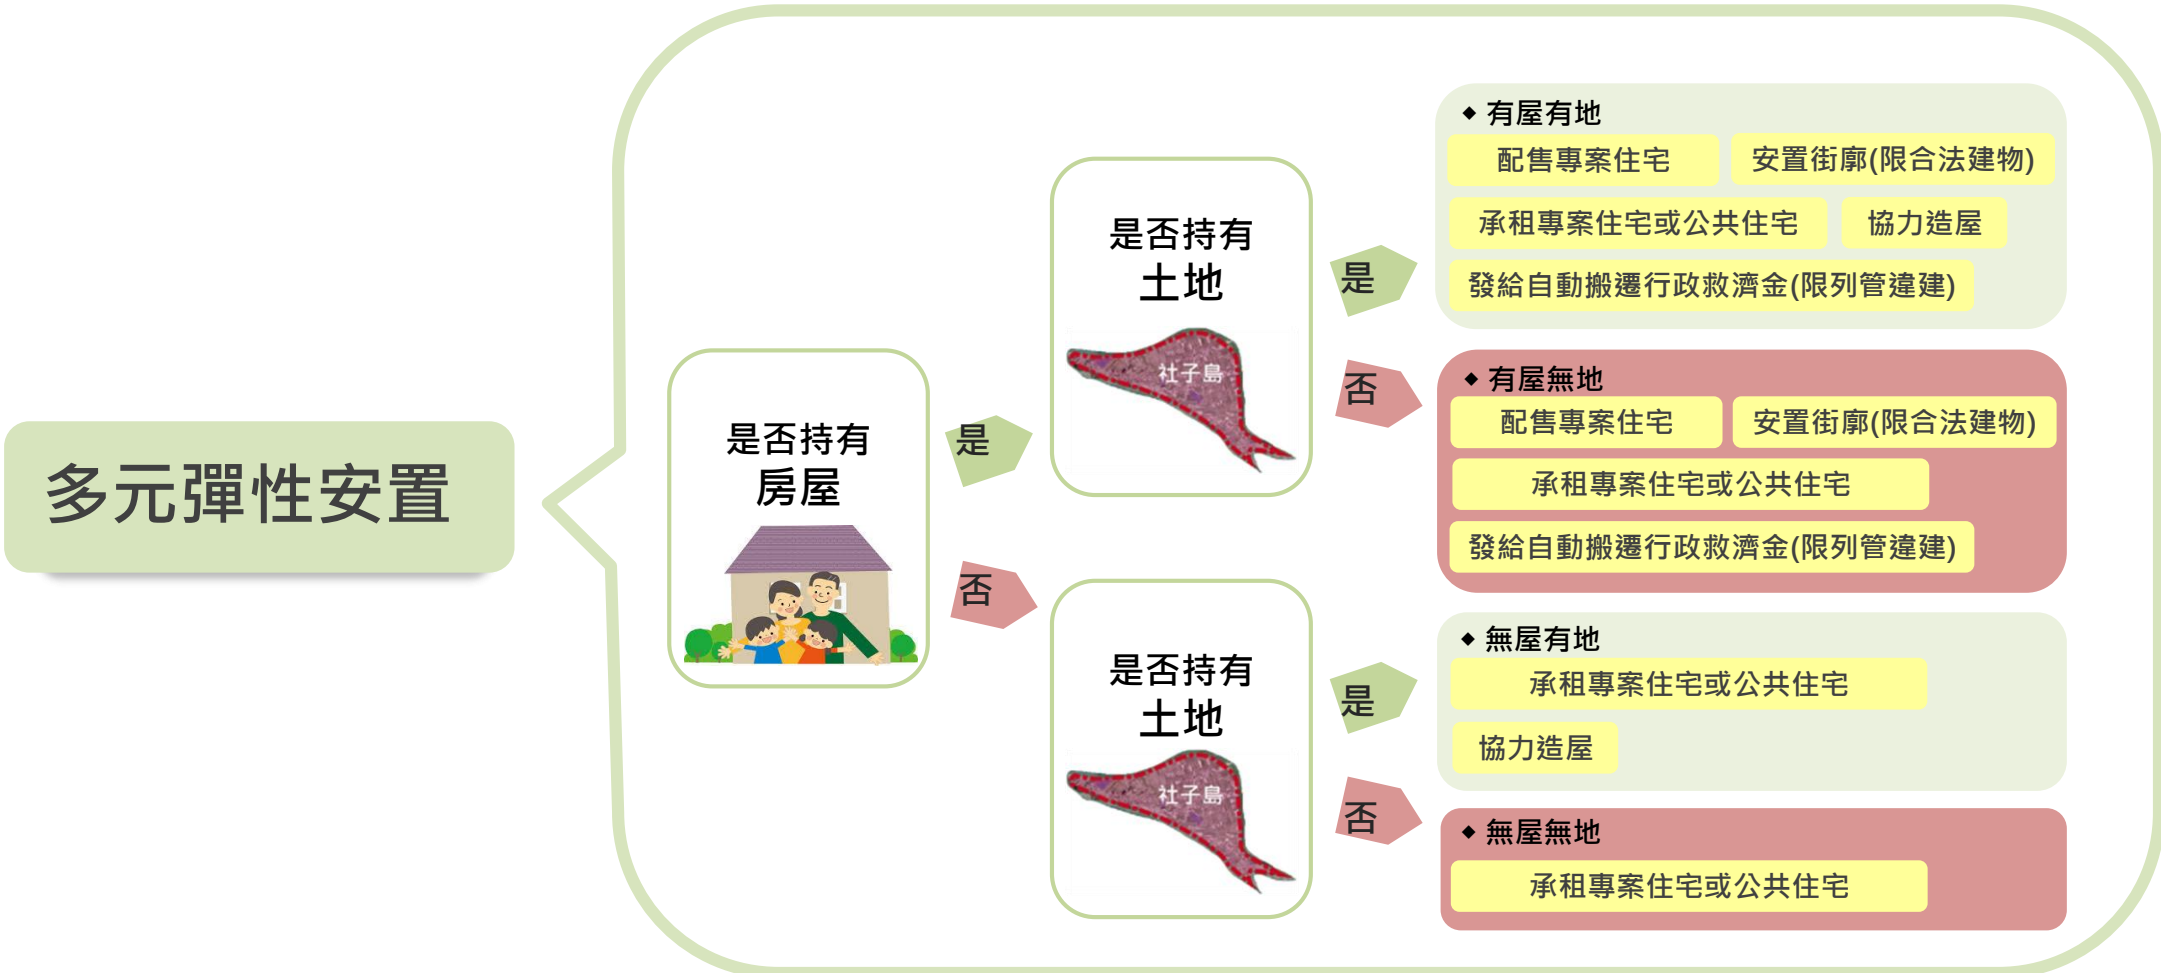 多元彈性安置
是否持有
房屋
是
否
是否持有
土地
社子島
是
否
是否持有
土地
社子島
是
否
◆ 有屋有地
配售專案住宅
安置街廓(限合法建物)
承租專案住宅或公共住宅
協力造屋
發給自動搬遷行政救濟金(限列管違建)
◆ 有屋無地
配售專案住宅
安置街廓(限合法建物)
承租專案住宅或公共住宅
發給自動搬遷行政救濟金(限列管違建)
◆ 無屋有地
承租專案住宅或公共住宅
協力造屋
◆ 無屋無地
承租專案住宅或公共住宅